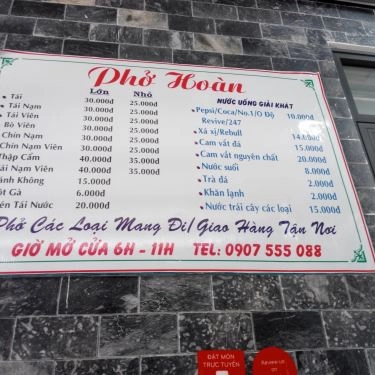 Phở Hoàn
Lớn Nhỏ
Tái 30.000đ 25.000đ
Tái Nạm 30.000đ 25.000đ
Tái Viên 30.000đ 25.000đ
Bò Viên 30.000đ 25.000đ
Chín Nạm 30.000đ 25.000đ
Chín Nạm Viên 30.000đ 25.000đ
Thập Cẩm 40.000đ 35.000đ
Tái Nạm Viên 40.000đ 35.000đ
Bánh Không 15.000đ
Bột Gà 6.000đ
Chén Tái Nước 20.000đ
NƯỚC UỐNG GIẢI KHÁT
Pepsi/Coca/No.1/O Độ 10.000đ
Revive/247
Xá xị/Rebull 14.000đ
Cam vắt đá 15.000đ
Cam vắt nguyên chất 20.000đ
Nước suối 8.000đ
Trà đá 2.000đ
Khăn lạnh 2.000đ
Nước trái cây các loại 15.000đ
Phở Các Loại Mang Đi/ Giao Hàng Tận Nơi
GIỜ MỞ CỬA 6H - 11H TEL: 0907 555 088
ĐẶT MÓN
TRỰC TUYẾN
Review us
on